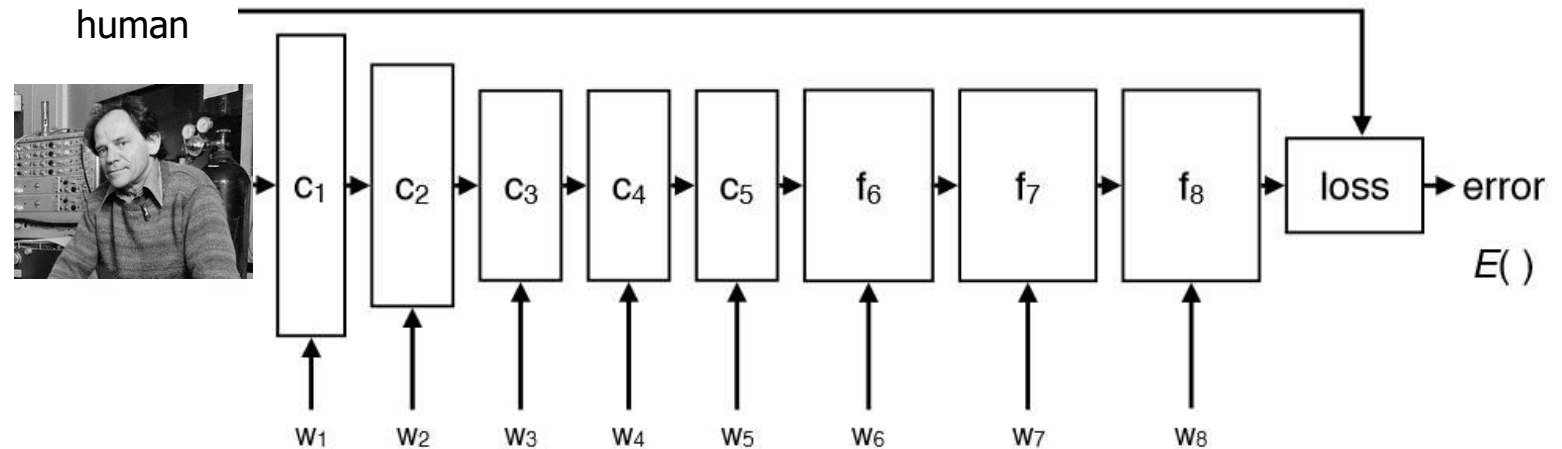 human
c₁ c₂ c₃ c₄ c₅ f₆ f₇ f₈ loss error
E( )
w₁ w₂ w₃ w₄ w₅ w₆ w₇ w₈